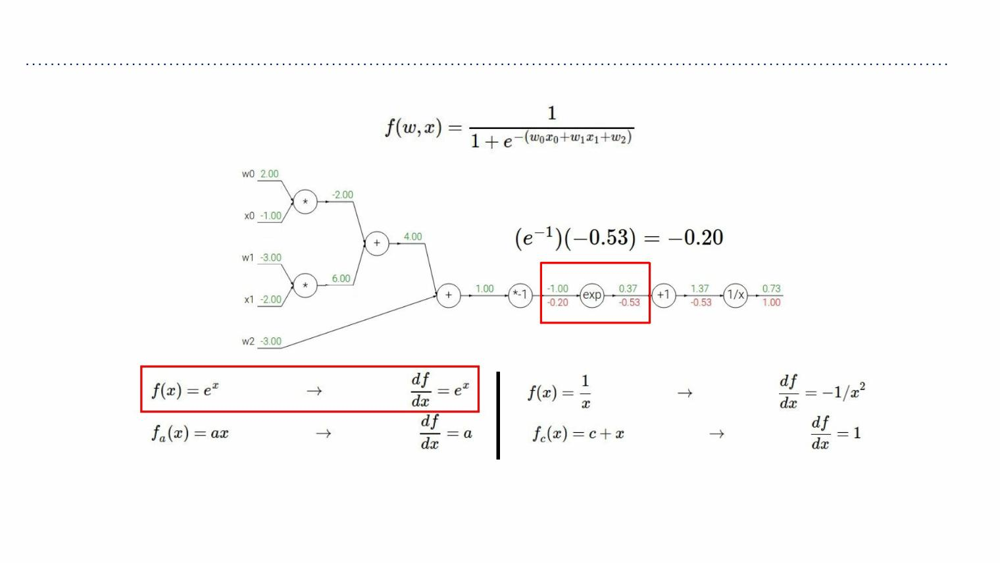 f(w,x) = 1 / (1 + e^{-(w_0x_0+w_1x_1+w_2)})
w0 2.00
-2.00
x0 -1.00
*
4.00
+
(e^{-1})(-0.53) = -0.20
w1 -3.00
6.00
*
x1 -2.00
+ 1.00 *-1 -1.00 exp 0.37 +1 1.37 1/x 0.73
-0.20 -0.53 -0.53 1.00
w2 -3.00
f(x) = e^x → df/dx = e^x
f(x) = 1/x → df/dx = -1/x^2
f_a(x) = ax → df/dx = a
f_c(x) = c + x → df/dx = 1